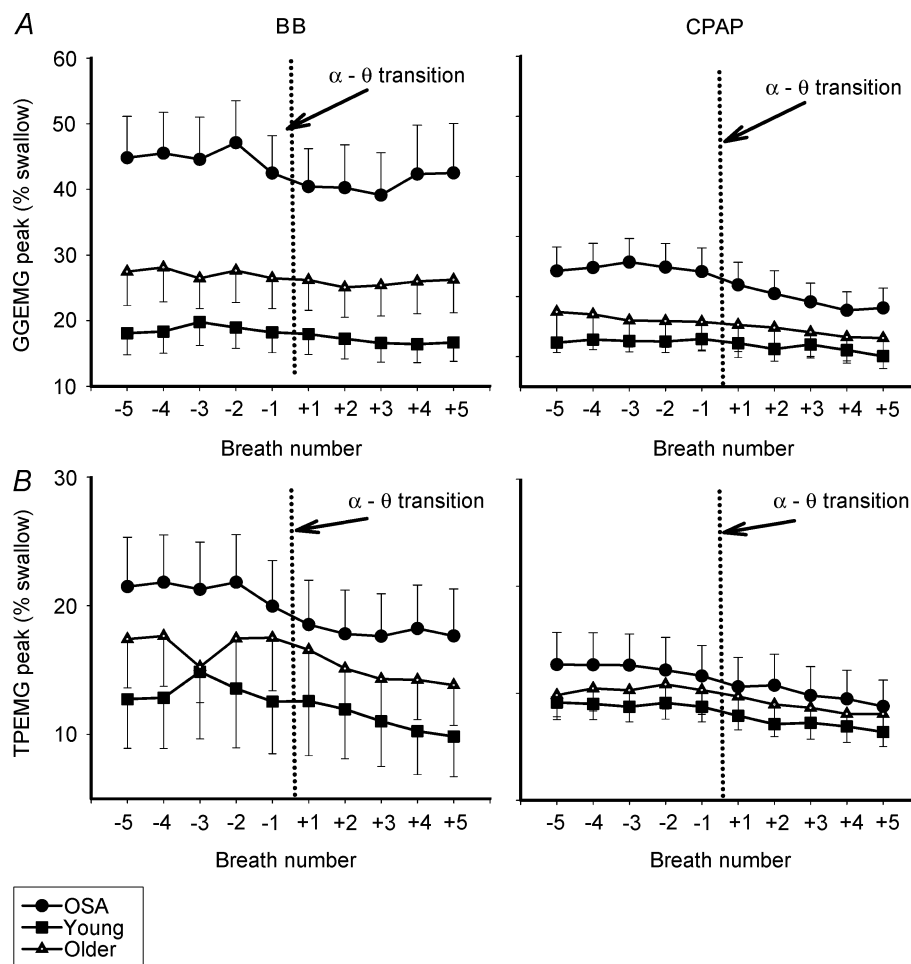 A
BB
CPAP
GGEMG peak (% swallow)
60
50
40
30
20
10
α - θ transition
α - θ transition
-5 -4 -3 -2 -1 +1 +2 +3 +4 +5
-5 -4 -3 -2 -1 +1 +2 +3 +4 +5
Breath number
Breath number
B
TPEMG peak (% swallow)
30
20
10
α - θ transition
α - θ transition
-5 -4 -3 -2 -1 +1 +2 +3 +4 +5
-5 -4 -3 -2 -1 +1 +2 +3 +4 +5
Breath number
Breath number
OSA
Young
Older